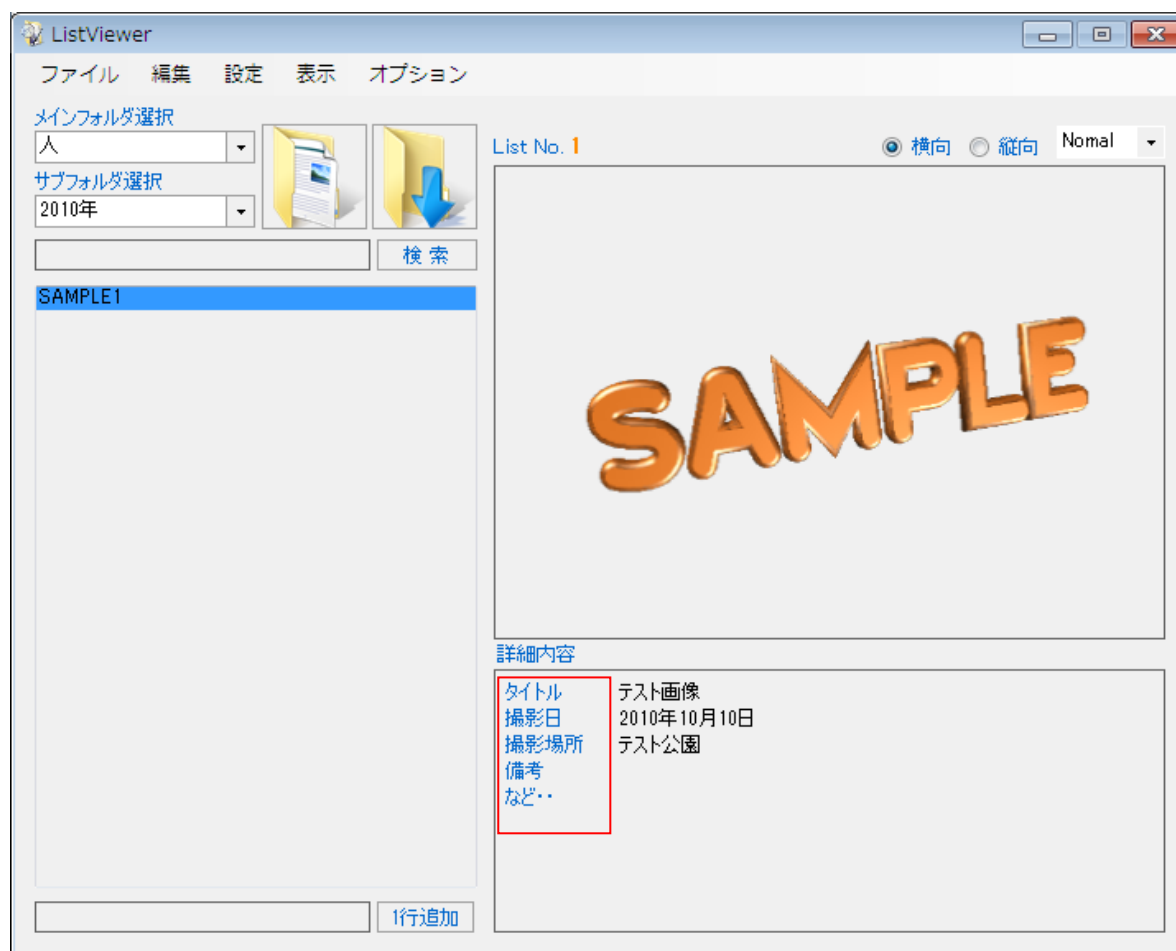 ListViewer
ファイル 編集 設定 表示 オプション
メインフォルダ選択
人
サブフォルダ選択
2010年
検 索
SAMPLE1
1行追加
List No. 1
横向 縦向 Nomal
SAMPLE
詳細内容
タイトル テスト画像
撮影日 2010年10月10日
撮影場所 テスト公園
備考
など・・